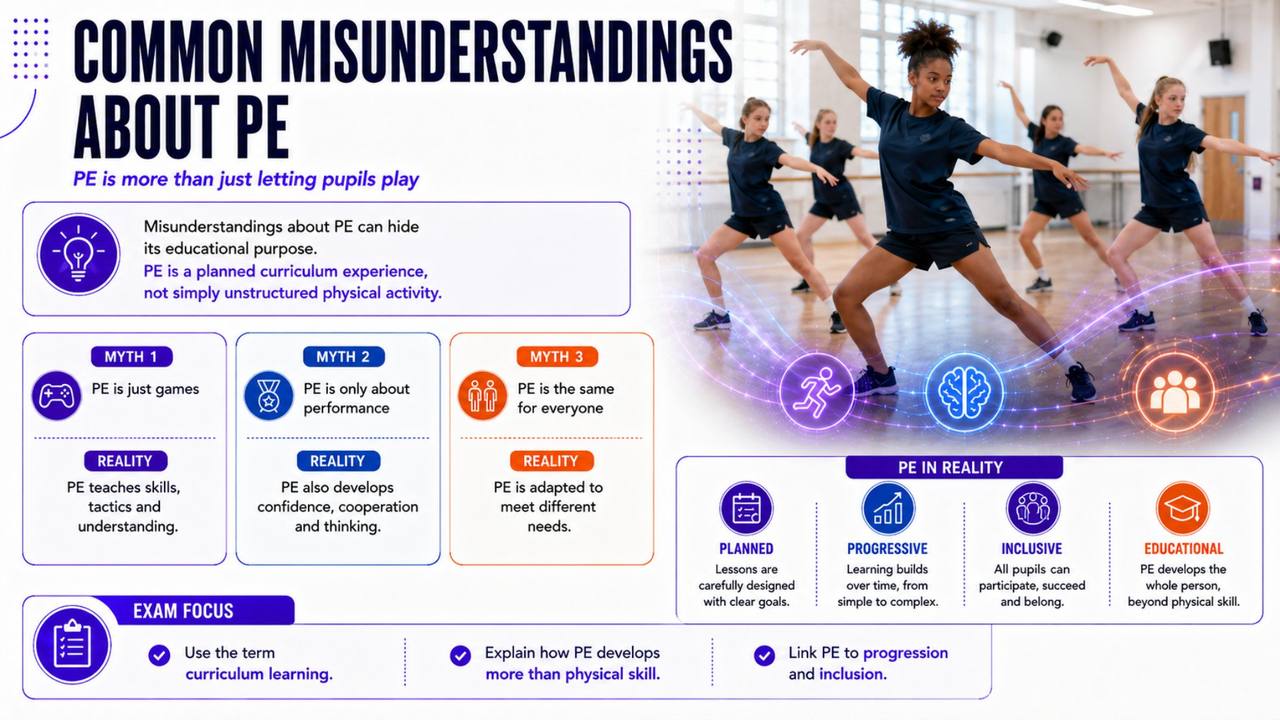 COMMON MISUNDERSTANDINGS
ABOUT PE
PE is more than just letting pupils play
Misunderstandings about PE can hide
its educational purpose.
PE is a planned curriculum experience,
not simply unstructured physical activity.
MYTH 1
PE is just games
REALITY
PE teaches skills,
tactics and
understanding.
MYTH 2
PE is only about
performance
REALITY
PE also develops
confidence, cooperation
and thinking.
MYTH 3
PE is the same
for everyone
REALITY
PE is adapted to
meet different
needs.
PE IN REALITY
PLANNED
Lessons are
carefully designed
with clear goals.
PROGRESSIVE
Learning builds
over time, from
simple to complex.
INCLUSIVE
All pupils can
participate, succeed
and belong.
EDUCATIONAL
PE develops the
whole person,
beyond physical skill.
EXAM FOCUS
Use the term
curriculum learning.
Explain how PE develops
more than physical skill.
Link PE to progression
and inclusion.